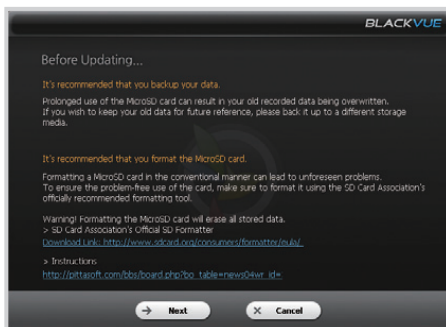 BLACKVUE
Before Updating...
It's recommended that you backup your data.
Prolonged use of the MicroSD card can result in your old recorded data being overwritten.
If you wish to keep your old data for future reference, please back it up to a different storage
media.
It's recommended that you format the MicroSD card.
Formatting a MicroSD card in the conventional manner can lead to unforeseen problems.
To ensure the problem-free use of the card, make sure to format it using the SD Card Association's
officially recommended formatting tool.
Warning! Formatting the MicroSD card will erase all stored data.
> SD Card Association's Official SD Formatter
Download Link: http://www.sdcard.org/consumers/formatter/eula/
> Instructions
http://pittasoft.com/bbs/board.php?bo_table=news04wr_id=
Next
Cancel